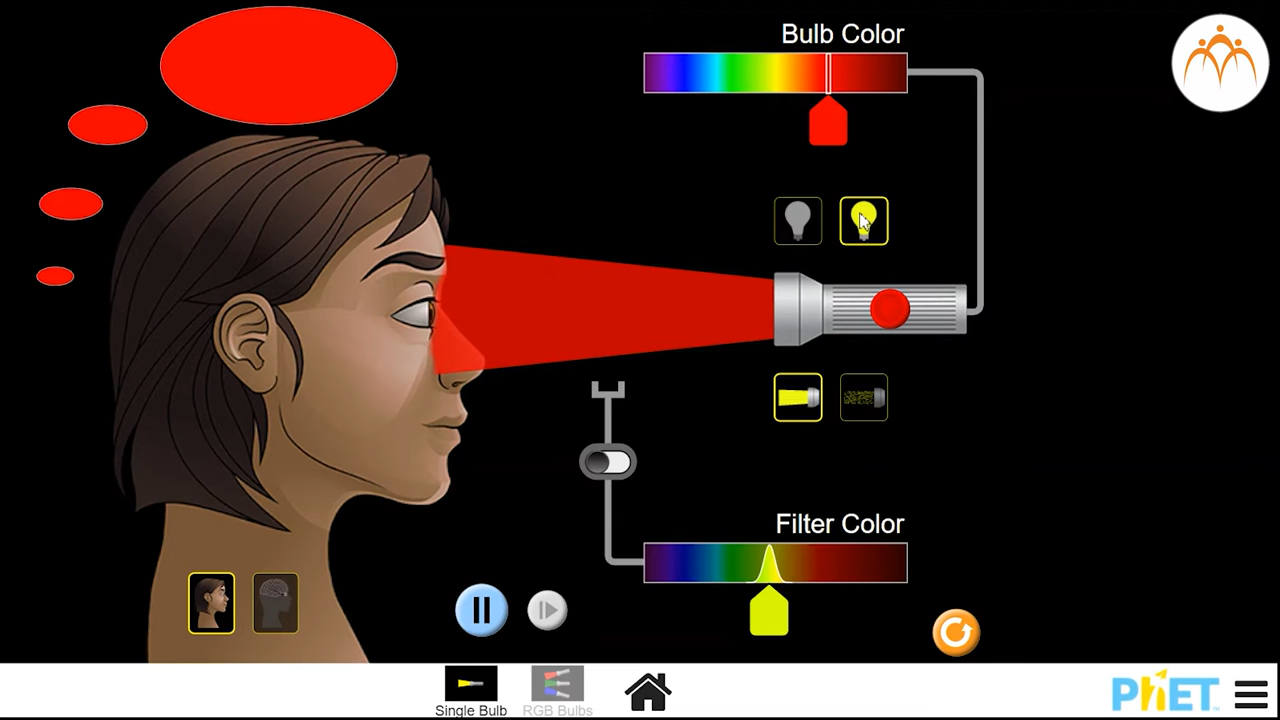 Bulb Color
Filter Color
Single Bulb
RGB Bulbs
PhET